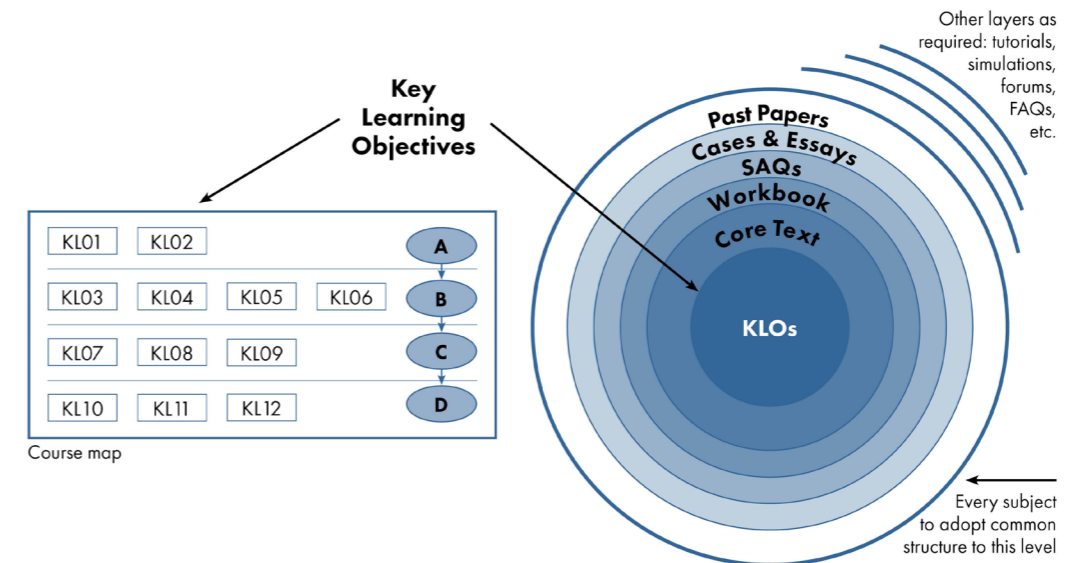 Key
Learning
Objectives
KL01 KL02 A
KL03 KL04 KL05 KL06 B
KL07 KL08 KL09 C
KL10 KL11 KL12 D
Course map
Other layers as
required: tutorials,
simulations,
forums,
FAQs,
etc.
Past Papers
Cases & Essays
SAQs
Workbook
Core Text
KLOs
Every subject
to adopt common
structure to this level